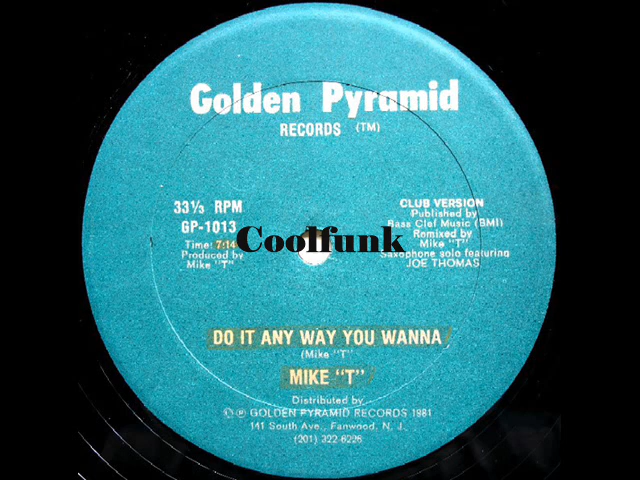 Golden Pyramid
RECORDS (TM)
33⅓ RPM
GP-1013
Time: 7:14
Produced by
Mike "T"
CLUB VERSION
Published by
Bass Clef Music (BMI)
Remixed by
Mike "T"
Saxophone solo featuring
JOE THOMAS
Coolfunk
DO IT ANY WAY YOU WANNA
(Mike "T"
MIKE "T"
Distributed by
© ℗ GOLDEN PYRAMID RECORDS 1981
141 South Ave., Fanwood, N. J.
(201) 322-6226